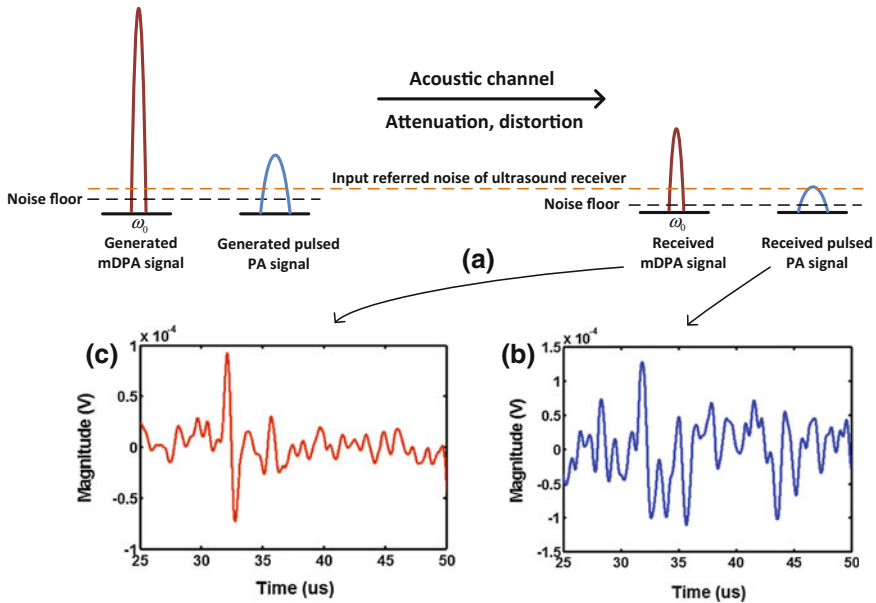 Acoustic channel
Attenuation, distortion
Input referred noise of ultrasound receiver
Noise floor
Noise floor
ω₀
Generated
mDPA signal
Generated pulsed
PA signal
ω₀
Received
mDPA signal
Received pulsed
PA signal
(a)
(c)
x 10⁻⁴
1
0.5
0
-0.5
-1
25
30
35
40
45
50
Magnitude (V)
Time (us)
(b)
x 10⁻⁴
1.5
1
0.5
0
-0.5
-1
-1.5
25
30
35
40
45
50
Magnitude (V)
Time (us)